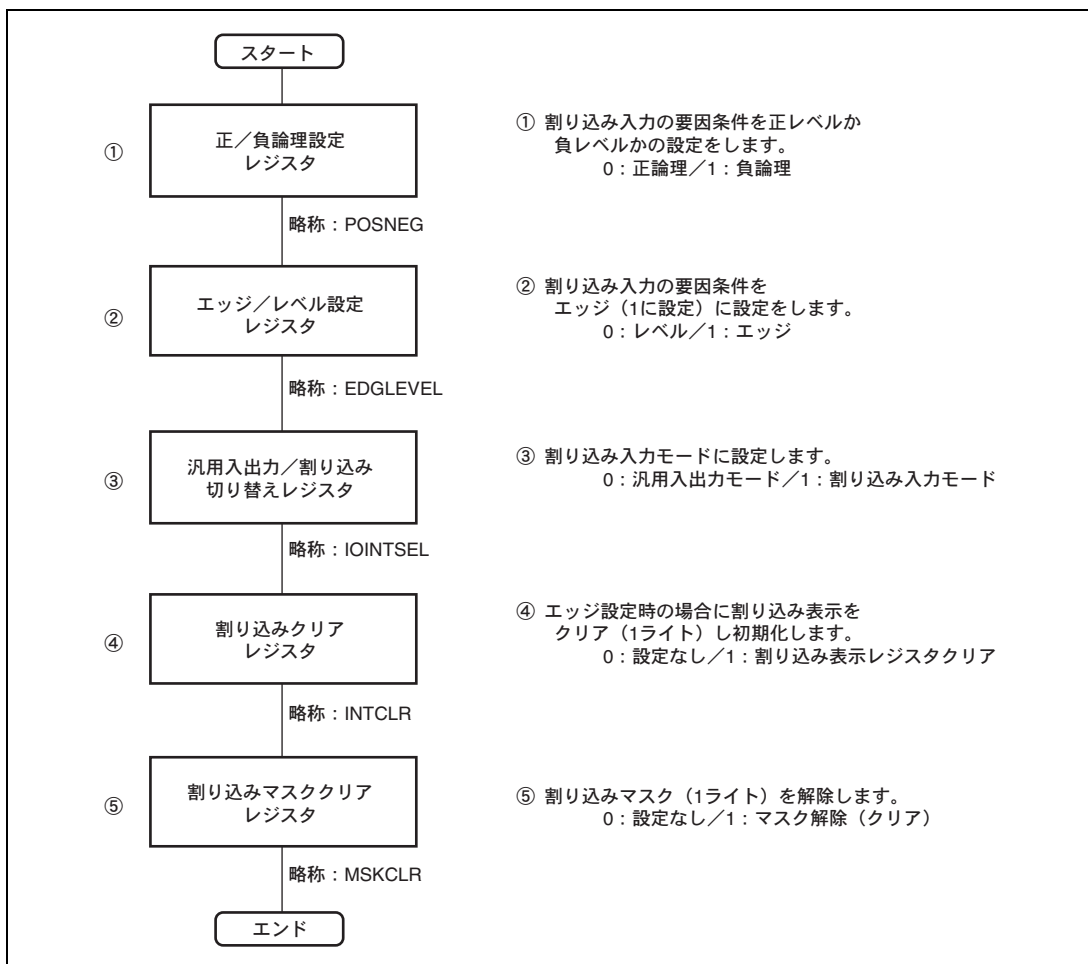 スタート
①
正／負論理設定
レジスタ
① 割り込み入力の要因条件を正レベルか
負レベルかの設定をします。
0：正論理／1：負論理
略称：POSNEG
②
エッジ／レベル設定
レジスタ
② 割り込み入力の要因条件を
エッジ（1に設定）に設定をします。
0：レベル／1：エッジ
略称：EDGLEVEL
③
汎用入出力／割り込み
切り替えレジスタ
③ 割り込み入力モードに設定します。
0：汎用入出力モード／1：割り込み入力モード
略称：IOINTSEL
④
割り込みクリア
レジスタ
④ エッジ設定時の場合に割り込み表示を
クリア（1ライト）し初期化します。
0：設定なし／1：割り込み表示レジスタクリア
略称：INTCLR
⑤
割り込みマスククリア
レジスタ
⑤ 割り込みマスク（1ライト）を解除します。
0：設定なし／1：マスク解除（クリア）
略称：MSKCLR
エンド